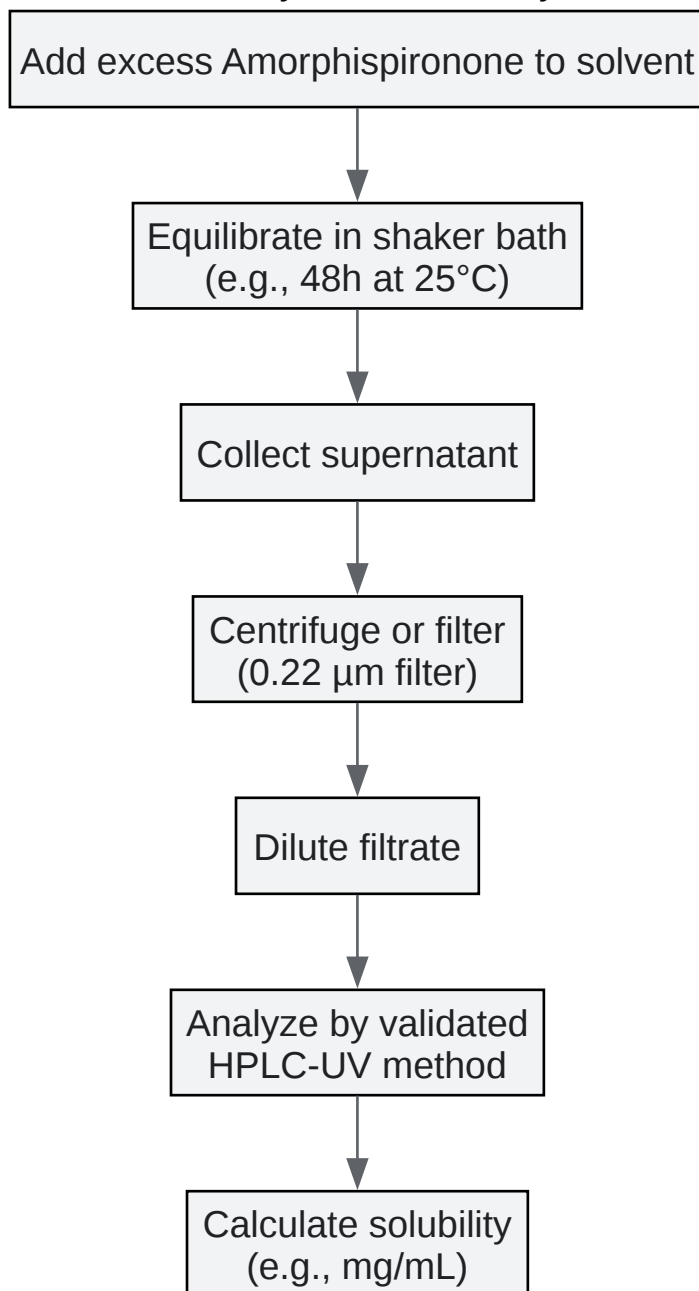 Add excess Amorphispironone to solvent
Equilibrate in shaker bath
(e.g., 48h at 25°C)
Collect supernatant
Centrifuge or filter
(0.22 µm filter)
Dilute filtrate
Analyze by validated
HPLC-UV method
Calculate solubility
(e.g., mg/mL)